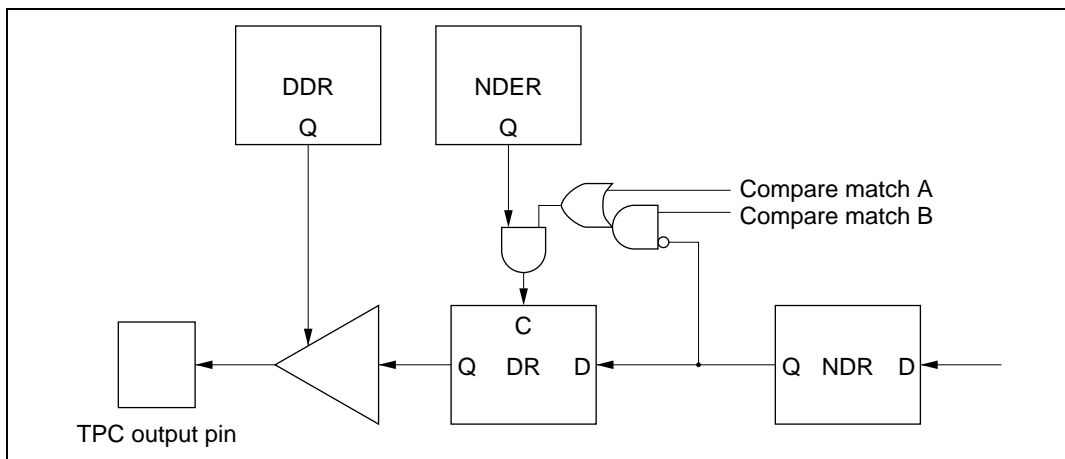 DDR
Q
NDER
Q
Compare match A
Compare match B
C
Q DR D
Q NDR D
TPC output pin